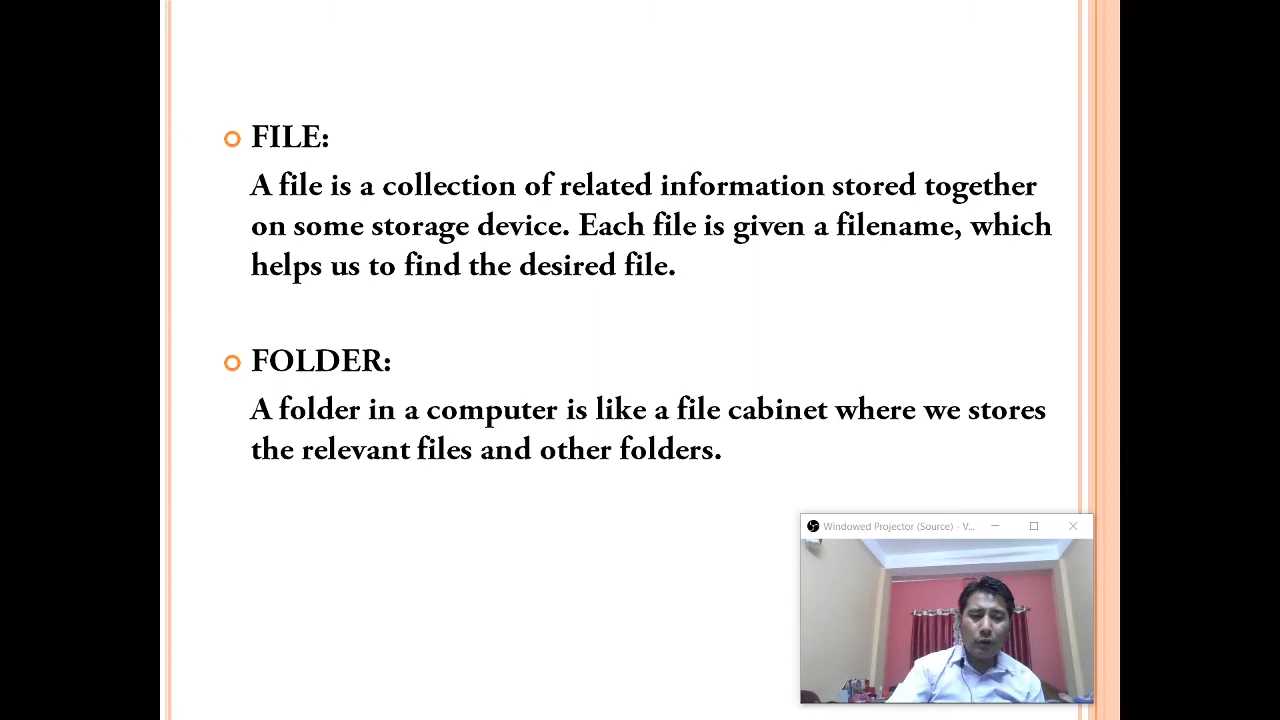 FILE:
A file is a collection of related information stored together
on some storage device. Each file is given a filename, which
helps us to find the desired file.
FOLDER:
A folder in a computer is like a file cabinet where we stores
the relevant files and other folders.
Windowed Projector (Source) - V...